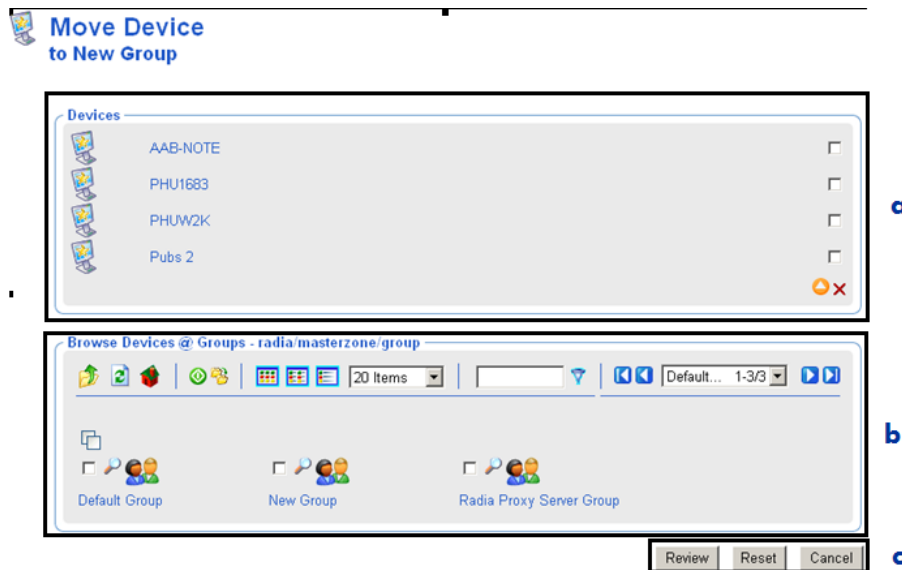 Move Device
to New Group
Devices
AAB-NOTE
PHU1683
PHUW2K
Pubs 2
a
Browse Devices @ Groups - radia/masterzone/group
20 Items
Default... 1-3/3
b
Default Group
New Group
Radia Proxy Server Group
Review Reset Cancel
c